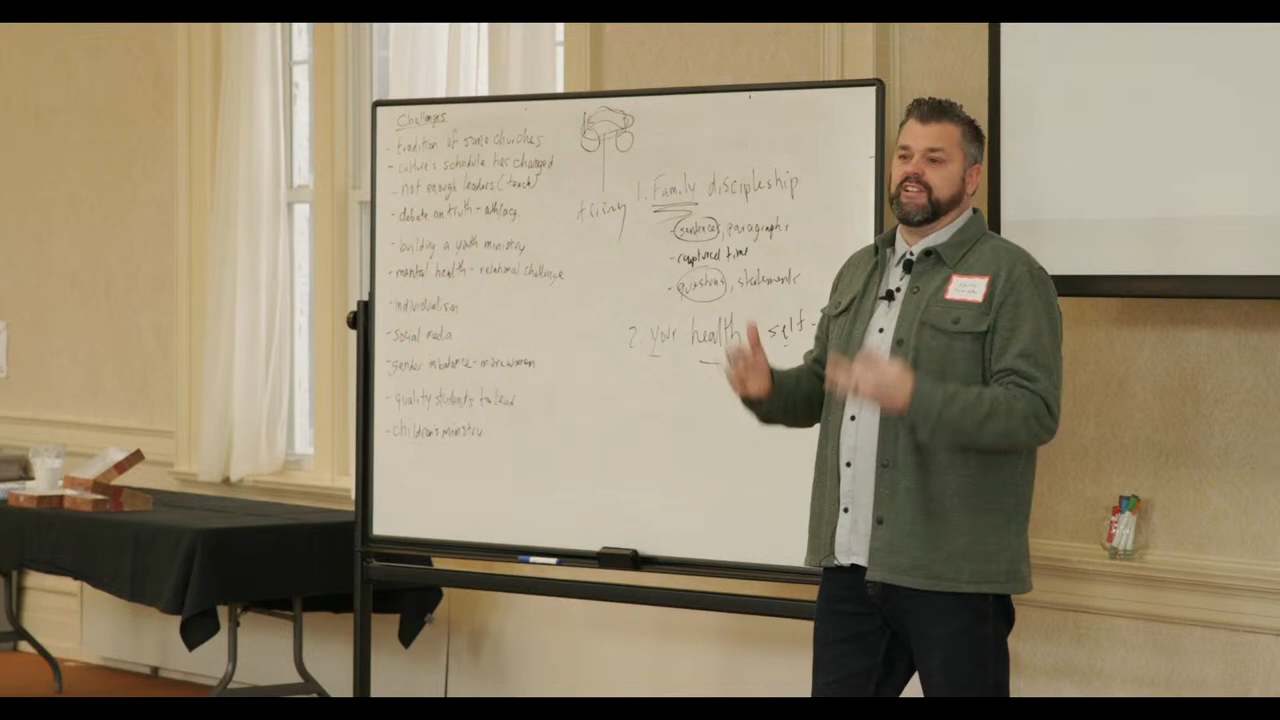 Challenges
- tradition of some churches
- culture's schedule has changed
- not enough leaders (teach)
- debate on truth -
- building a youth ministry
- mental health - relational challenge
- individualism
- social media
- gender imbalance - more women
- quality students to lead
- children's ministry
1. Family discipleship
- sentences, paragraphs
- captured time
- questions, statements
2. your health, self -